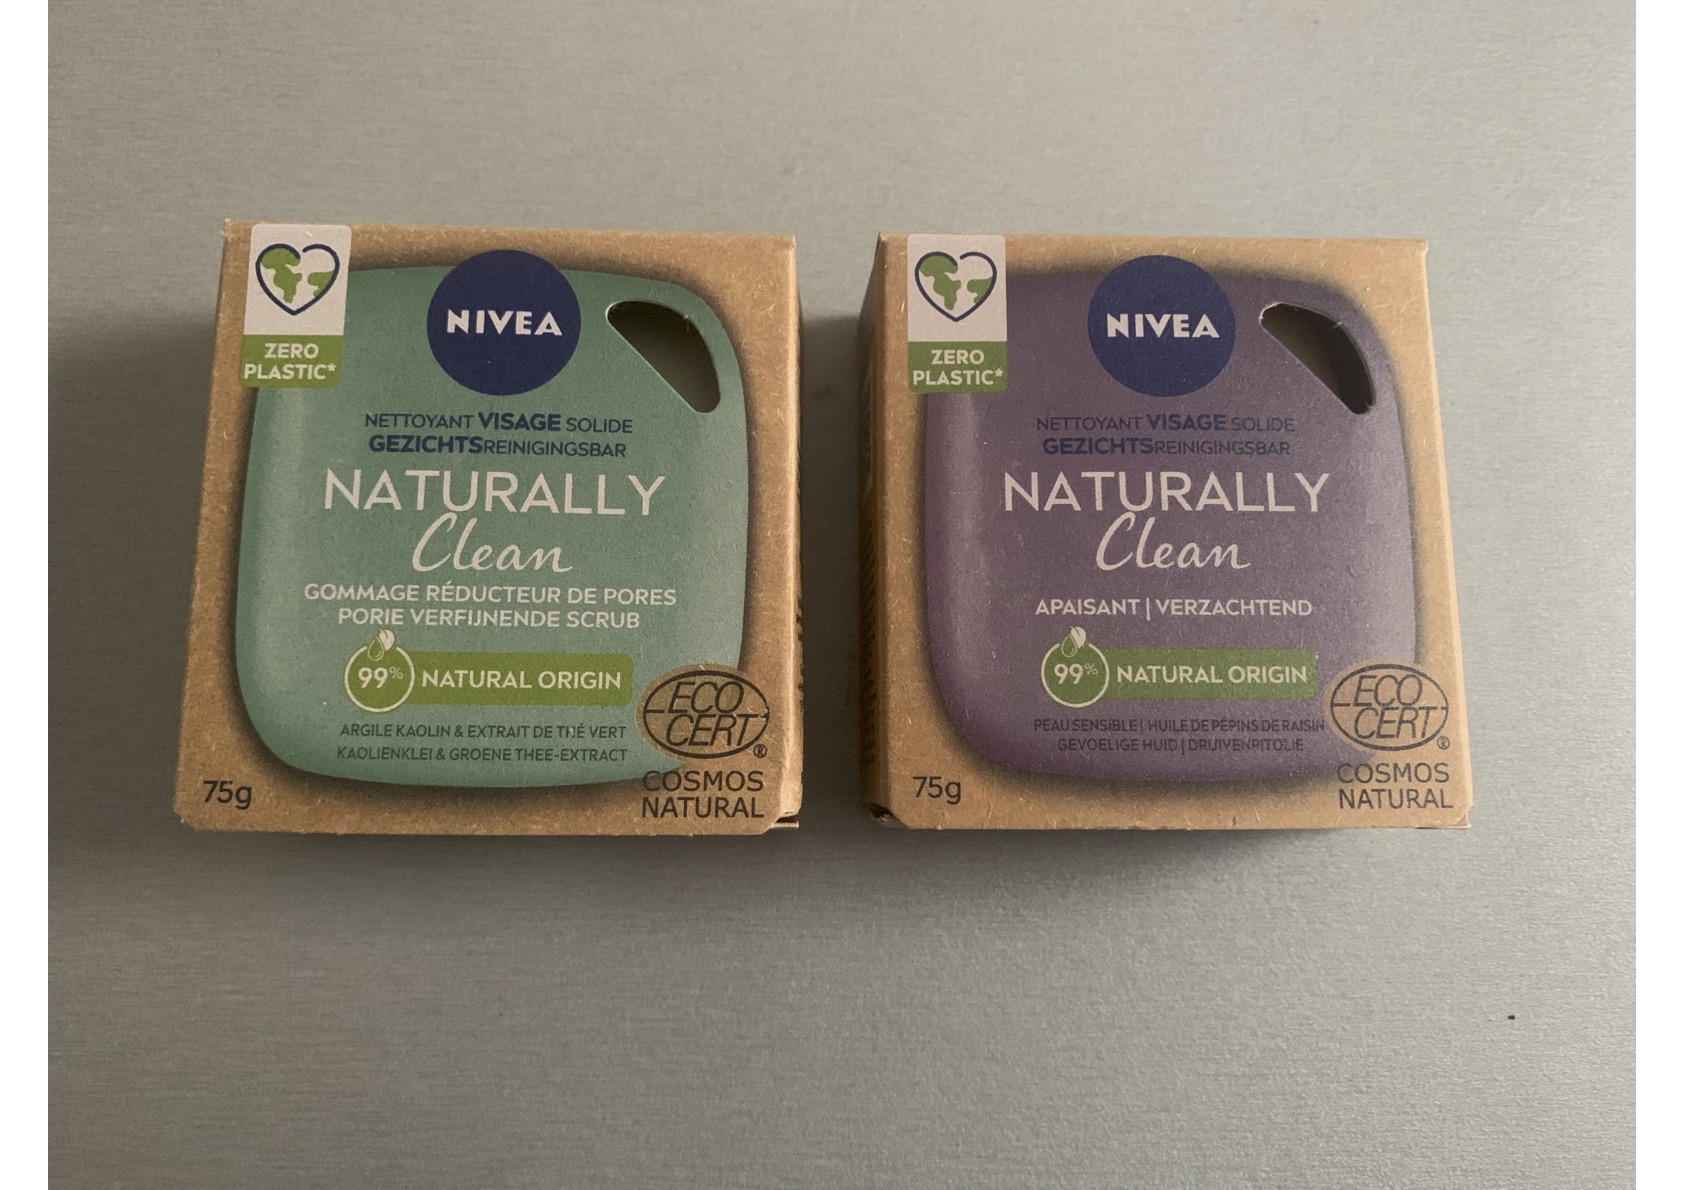 ZERO
PLASTIC*
NIVEA
NETTOYANT VISAGE SOLIDE
GEZICHTSREINIGINGSBAR
NATURALLY
Clean
GOMMAGE RÉDUCTEUR DE PORES
PORIE VERFIJNENDE SCRUB
99% NATURAL ORIGIN
ARGILE KAOLIN & EXTRAIT DE THÉ VERT
KAOLIENKLEI & GROENE THEE-EXTRACT
75g
ECO
CERT®
COSMOS
NATURAL
ZERO
PLASTIC*
NIVEA
NETTOYANT VISAGE SOLIDE
GEZICHTSREINIGINGSBAR
NATURALLY
Clean
APAISANT | VERZACHTEND
99% NATURAL ORIGIN
PEAU SENSIBLE | HUILE DE PÉPINS DE RAISIN
GEVOELIGE HUID | DRUIVENPITOLIE
75g
ECO
CERT®
COSMOS
NATURAL